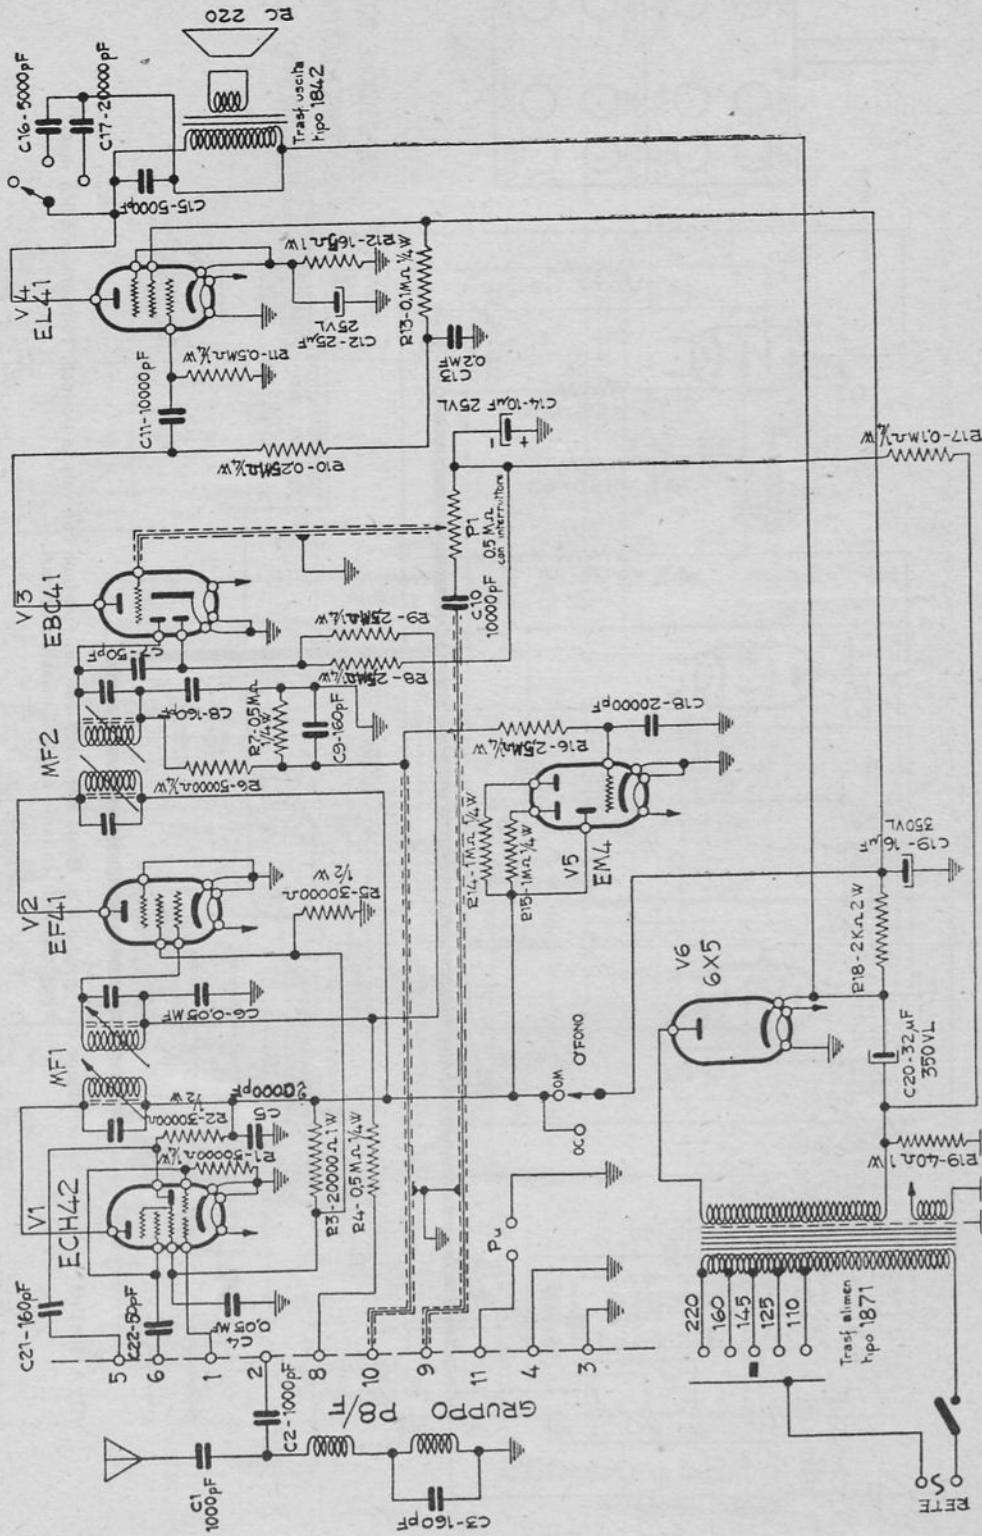 EC 220
C16-5000pF
C17-20000pF
Trasf uscita
tipo 1842
C15-5000pF
V4
EL41
R12-165Ω 1W
C12-25µF
25VL
R11-0,5MΩ ¼W
C11-10000pF
R13-0,1MΩ ¼W
C13
0,2MF
R10-0,25MΩ ¼W
C14-10µF 25VL
-
+
R17-0,1MΩ ¼W
V3
EBC41
P1
0,5 MΩ
con interruttore
C10
10000pF
C7-50pF
R9-2,5MΩ ¼W
R8-2,5MΩ ¼W
MF2
C8-160pF
R7-0,5MΩ
¼W
C9-160pF
R6-50000Ω ¼W
R16-2,5MΩ ¼W
C18-20000pF
V2
EF41
½W
R5-30000Ω
R14-1MΩ ¼W
R15-1MΩ ¼W
V5
EM4
C19-16µF
350VL
MF1
C6-0,05MF
V6
6X5
R18-2KΩ 2W
C20-32µF
350VL
V1
ECH42
R2-30000Ω
½W
C5
20000pF
R1-50000Ω ¼W
R3-20000Ω 1W
R4-0,5MΩ ¼W
OM
O'FONO
OC
Pu
R19-40Ω 1W
C21-160pF
C22-50pF
C4
0,05MF
5
6
1
2
8
10
9
11
4
3
220
160
145
125
110
Trasf alimen
tipo 1871
GRUPPO P8/F
C2-1000pF
C1
1000pF
C3-160pF
RETE
S